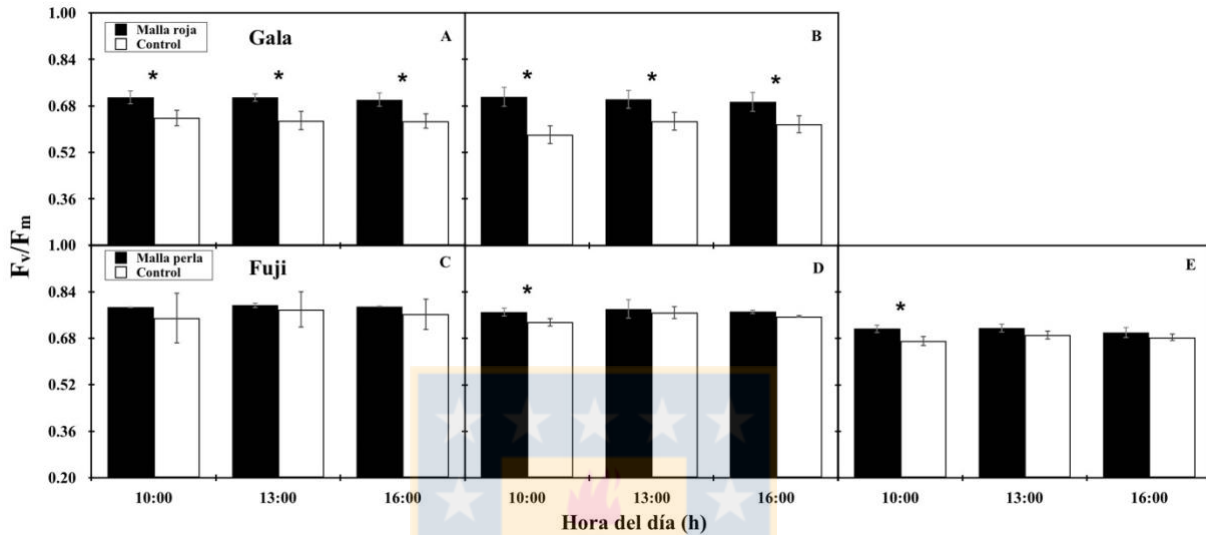 1.00
Malla roja
Control
Gala
A
B
0.84
* * * * * *
0.68
0.52
0.36
1.00
Fv/Fm
Malla perla
Control
Fuji
C
D
E
0.84
* *
0.68
0.52
0.36
0.20
10:00 13:00 16:00 10:00 13:00 16:00 10:00 13:00 16:00
Hora del día (h)